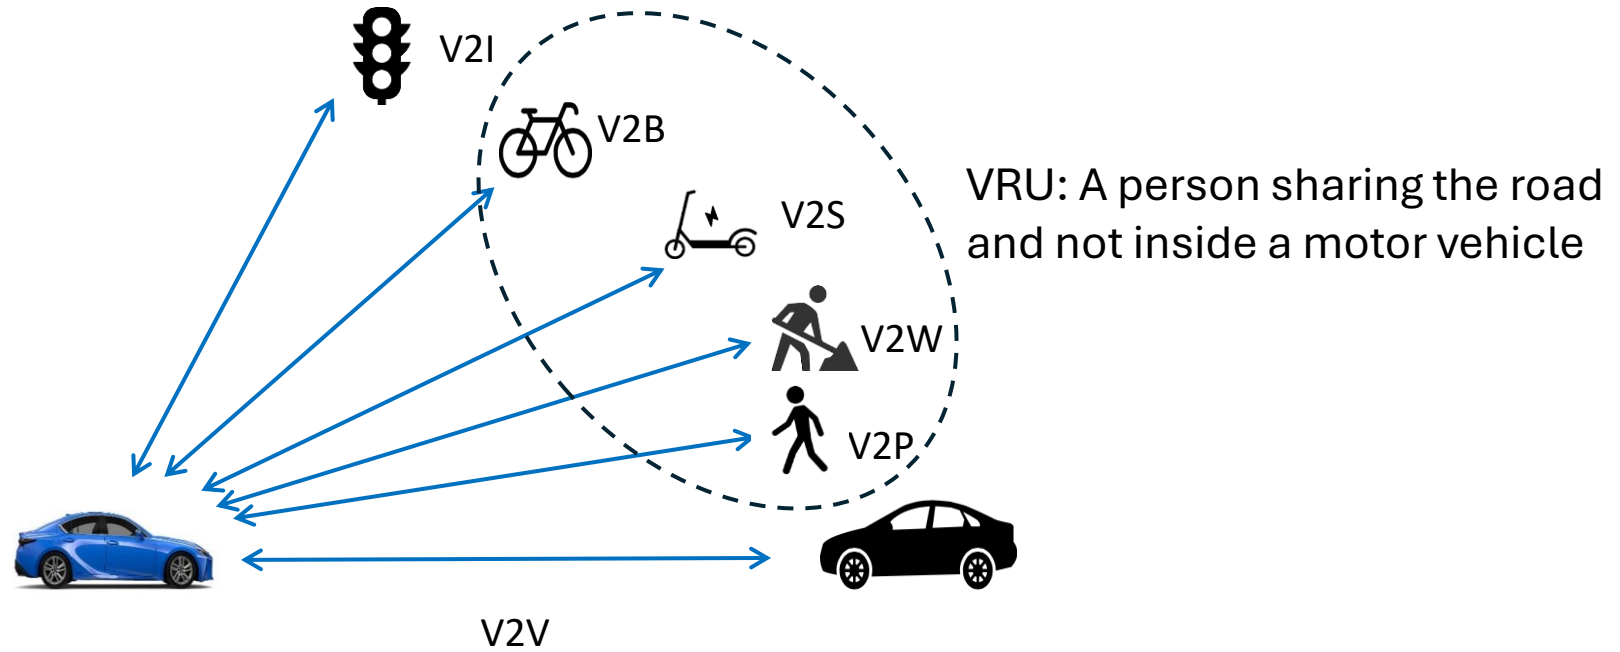 V2I
V2B
V2S
VRU: A person sharing the road
and not inside a motor vehicle
V2W
V2P
V2V